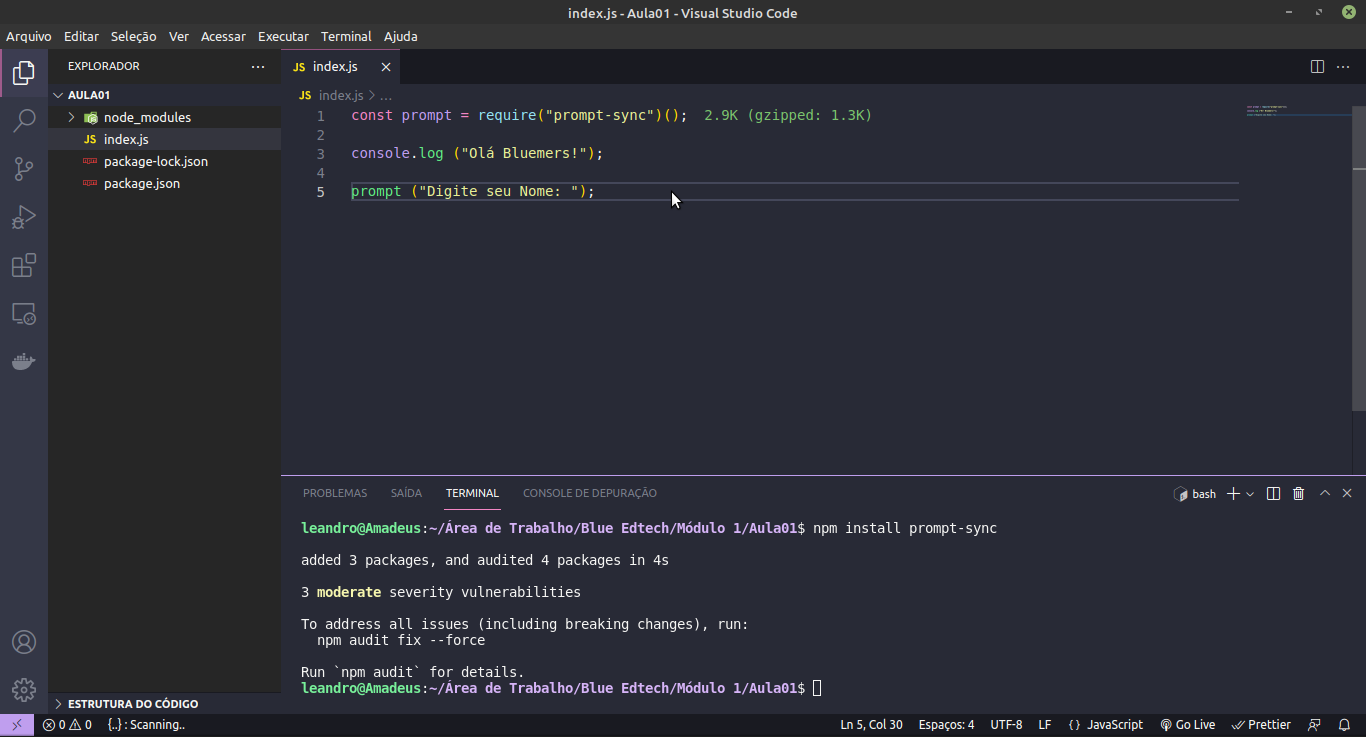 index.js - Aula01 - Visual Studio Code
Arquivo Editar Seleção Ver Acessar Executar Terminal Ajuda
EXPLORADOR
JS index.js
AULA01
JS index.js > ...
node_modules
JS index.js
package-lock.json
package.json
1 const prompt = require("prompt-sync")(); 2.9K (gzipped: 1.3K)
2
3 console.log ("Olá Bluemers!");
4
5 prompt ("Digite seu Nome: ");
PROBLEMAS SAÍDA TERMINAL CONSOLE DE DEPURAÇÃO
bash
leandro@Amadeus:~/Área de Trabalho/Blue Edtech/Módulo 1/Aula01$ npm install prompt-sync
added 3 packages, and audited 4 packages in 4s
3 moderate severity vulnerabilities
To address all issues (including breaking changes), run:
npm audit fix --force
Run `npm audit` for details.
leandro@Amadeus:~/Área de Trabalho/Blue Edtech/Módulo 1/Aula01$
ESTRUTURA DO CÓDIGO
0 0 {..} : Scanning.. Ln 5, Col 30 Espaços: 4 UTF-8 LF {} JavaScript Go Live Prettier